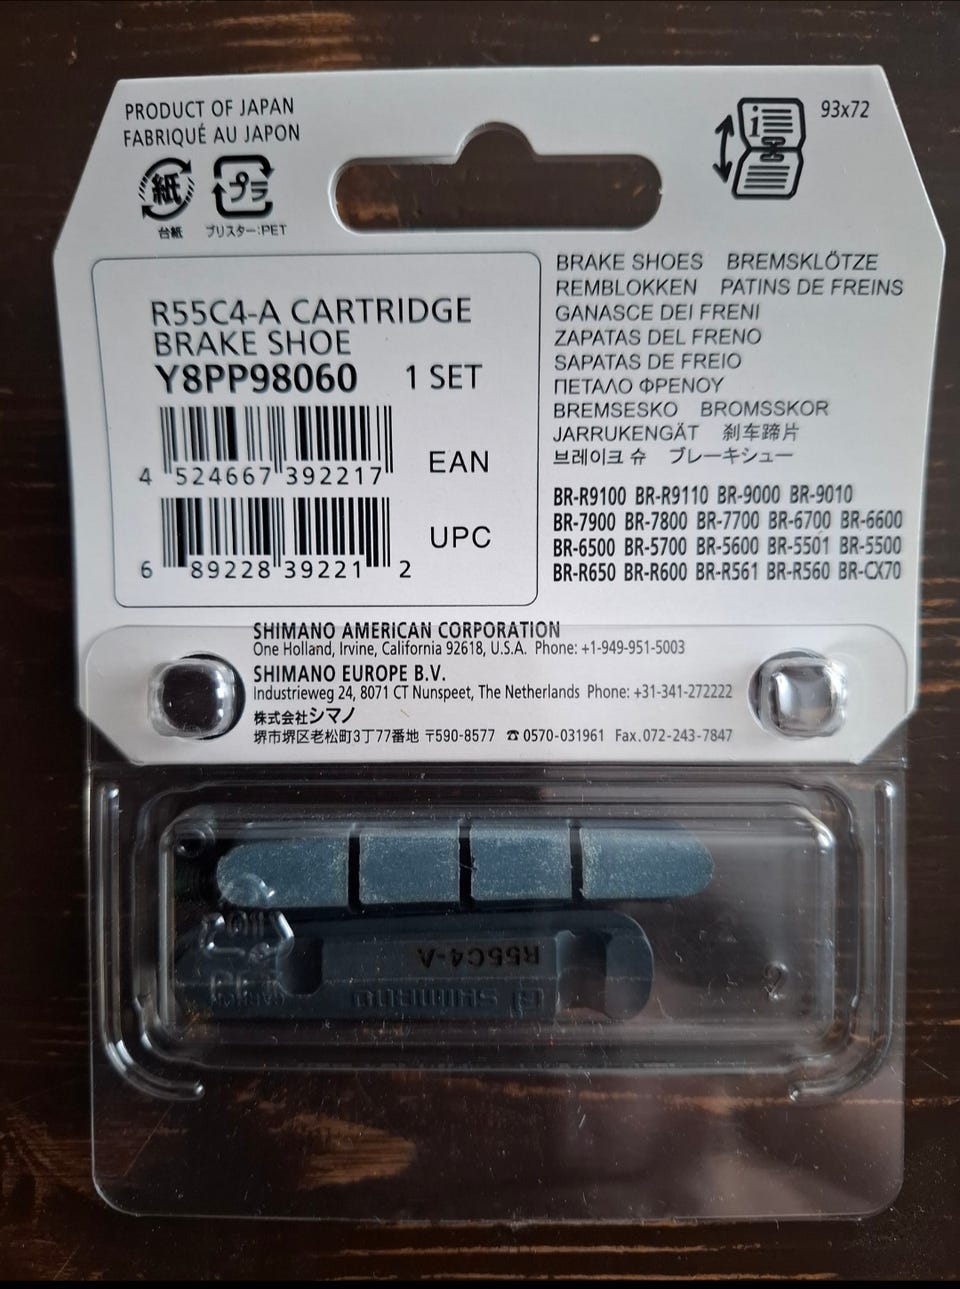 PRODUCT OF JAPAN
FABRIQUÉ AU JAPON
93x72
紙
プラ
台紙
ブリスター:PET
R55C4-A CARTRIDGE
BRAKE SHOE
Y8PP98060 1 SET
4 524667 392217
EAN
UPC
6 89228 39221 2
BRAKE SHOES BREMSKLÖTZE
REMBLOKKEN PATINS DE FREINS
GANASCE DEI FRENI
ZAPATAS DEL FRENO
SAPATAS DE FREIO
ΠΕΤΑΛΟ ΦΡΕΝΟΥ
BREMSESKO BROMSSKOR
JARRUKENGÄT 刹车蹄片
브레이크 슈 ブレーキシュー
BR-R9100 BR-R9110 BR-9000 BR-9010
BR-7900 BR-7800 BR-7700 BR-6700 BR-6600
BR-6500 BR-5700 BR-5600 BR-5501 BR-5500
BR-R650 BR-R600 BR-R561 BR-R560 BR-CX70
SHIMANO AMERICAN CORPORATION
One Holland, Irvine, California 92618, U.S.A. Phone: +1-949-951-5003
SHIMANO EUROPE B.V.
Industrieweg 24, 8071 CT Nunspeet, The Netherlands Phone: +31-341-272222
株式会社シマノ
堺市堺区老松町3丁77番地 〒590-8577 ☎0570-031961 Fax.072-243-7847
R55C4-A
SHIMANO
2